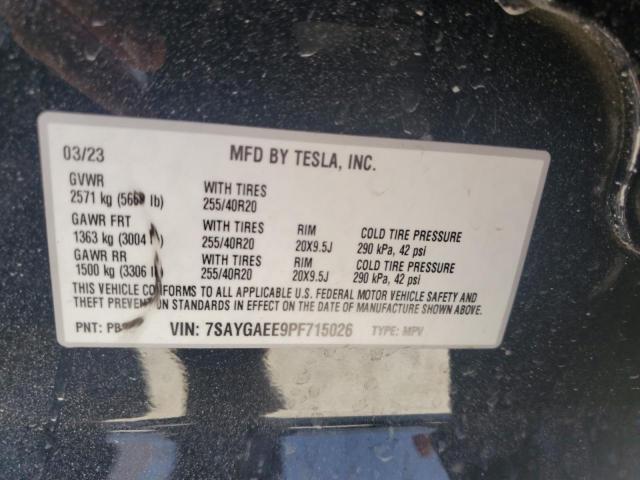 03/23 MFD BY TESLA, INC.
GVWR WITH TIRES
2571 kg lb) 255/40R20
GAWR FRT WITH TIRES RIM COLD TIRE PRESSURE
1363 kg (3004 255/40R20 20X9.5J 290 kPa, 42 psi
GAWR RR WITH TIRES RIM COLD TIRE PRESSURE
1500 kg (3306 255/40R20 20X9.5J 290 kPa, 42 psi
THIS VEHICLE CONFORMS TO ALL APPLICABLE U.S. FEDERAL MOTOR VEHICLE SAFETY AND
THEFT PREVENTION STANDARDS IN EFFECT ON THE DATE OF MANUFACTURE SHOWN ABOVE.
PNT: VIN: 7SAYGAEE9PF715026 TYPE: MPV